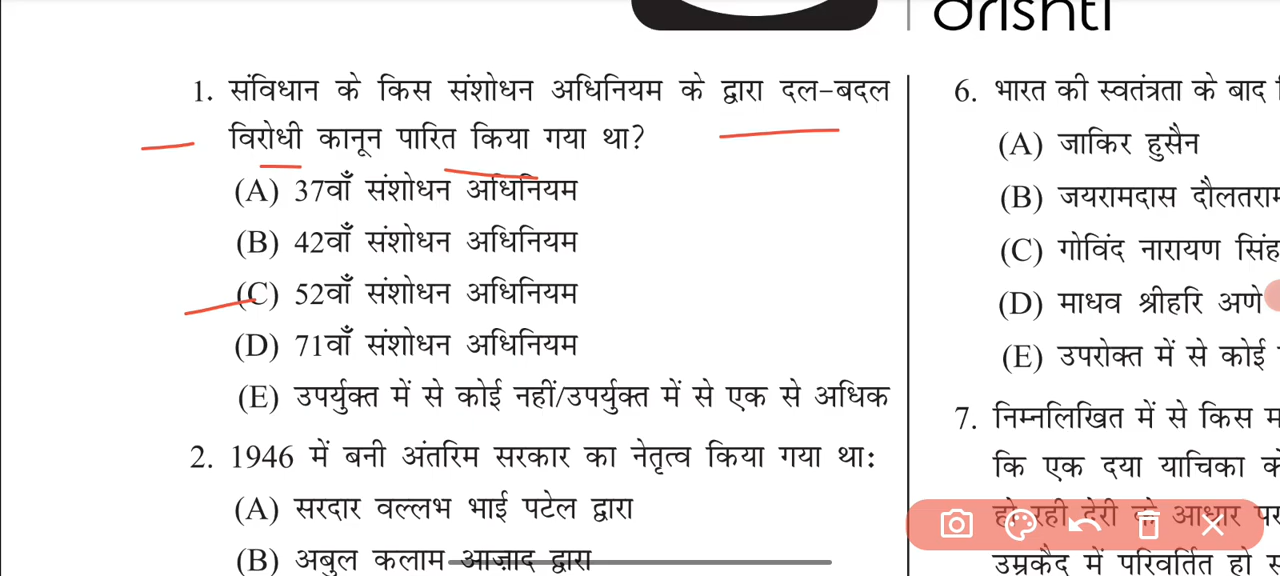 drishti
1. संविधान के किस संशोधन अधिनियम के द्वारा दल-बदल
विरोधी कानून पारित किया गया था?
(A) 37वाँ संशोधन अधिनियम
(B) 42वाँ संशोधन अधिनियम
(C) 52वाँ संशोधन अधिनियम
(D) 71वाँ संशोधन अधिनियम
(E) उपर्युक्त में से कोई नहीं/उपर्युक्त में से एक से अधिक
2. 1946 में बनी अंतरिम सरकार का नेतृत्व किया गया थाः
(A) सरदार वल्लभ भाई पटेल द्वारा
(B) अबुल कलाम आज़ाद द्वारा
6. भारत की स्वतंत्रता के बाद
(A) जाकिर हुसैन
(B) जयरामदास दौलतराम
(C) गोविंद नारायण सिंह
(D) माधव श्रीहरि अणे
(E) उपरोक्त में से कोई
7. निम्नलिखित में से किस
कि एक दया याचिका
हो रही देरी के आधार पर
उम्रकैद में परिवर्तित हो